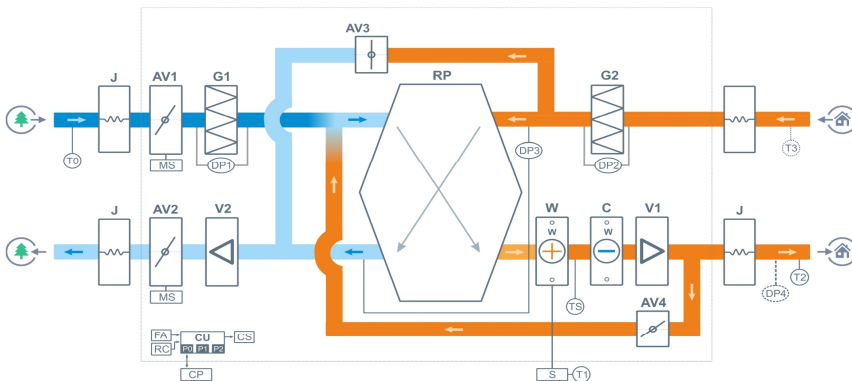 AV3
J
AV1
G1
RP
G2
T0
MS
DP1
DP3
DP2
T3
J
AV2
V2
W
C
V1
J
w
w
MS
TS
AV4
DP4
T2
FA
CU
CS
RC
P0 P1 P2
CP
S
T1